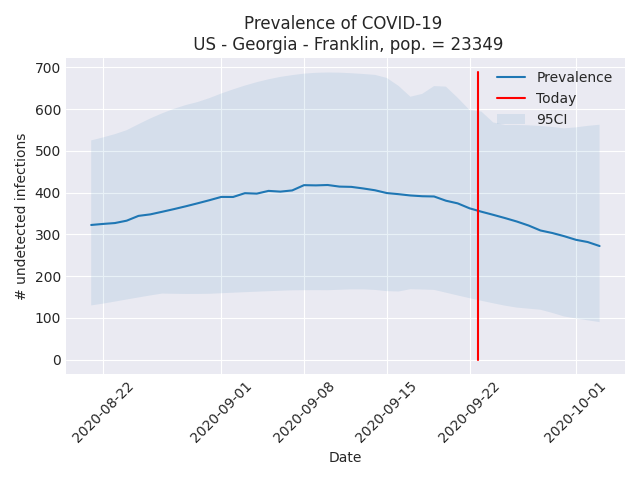 Prevalence of COVID-19
US - Georgia - Franklin, pop. = 23349
Prevalence
Today
95CI
# undetected infections
700
600
500
400
300
200
100
0
2020-08-22
2020-09-01
2020-09-08
2020-09-15
2020-09-22
2020-10-01
Date